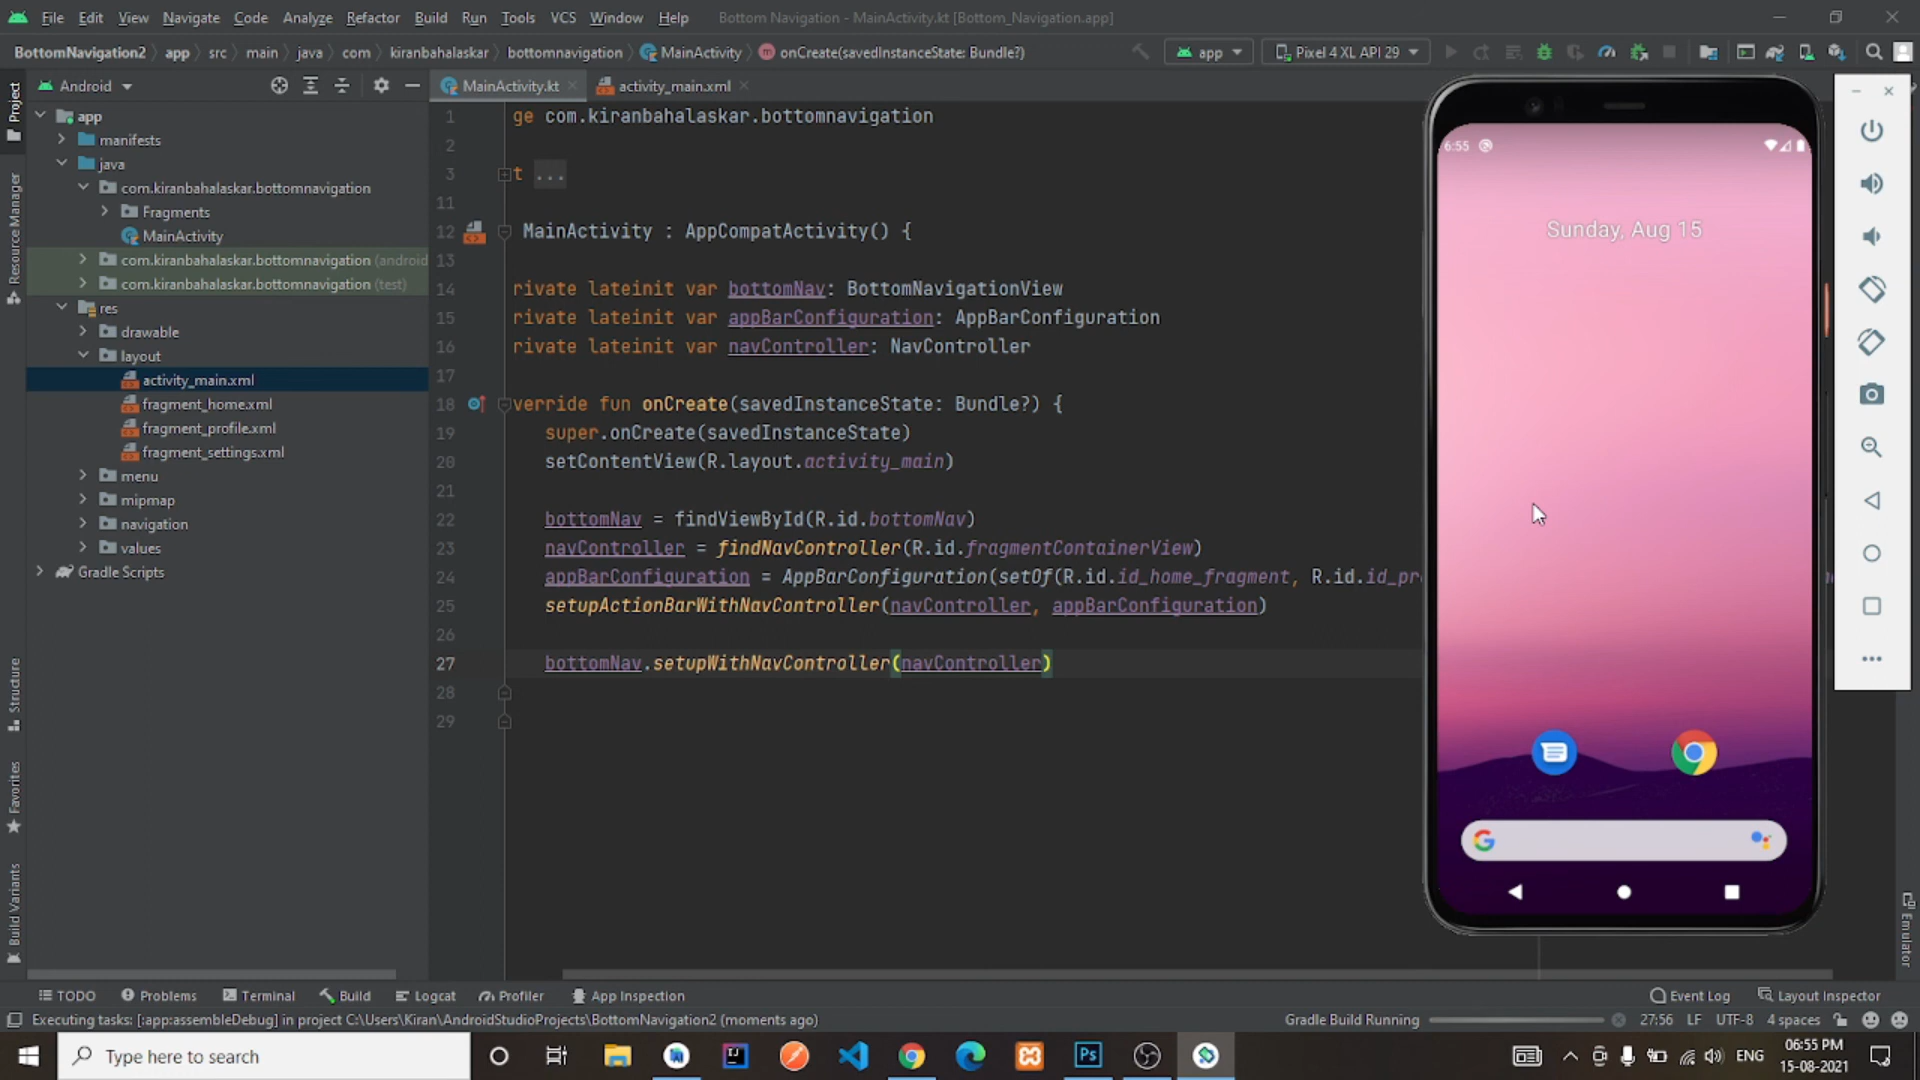 File Edit View Navigate Code Analyze Refactor Build Run Tools VCS Window Help Bottom Navigation - MainActivity.kt [Bottom_Navigation.app]
BottomNavigation2 app src main java com kiranbahalaskar bottomnavigation MainActivity onCreate(savedInstanceState: Bundle?) app Pixel 4 XL API 29
Android MainActivity.kt activity_main.xml
Project
Resource Manager
Structure
Favorites
Build Variants
app
manifests
java
com.kiranbahalaskar.bottomnavigation
Fragments
MainActivity
com.kiranbahalaskar.bottomnavigation (android
com.kiranbahalaskar.bottomnavigation (test)
res
drawable
layout
activity_main.xml
fragment_home.xml
fragment_profile.xml
fragment_settings.xml
menu
mipmap
navigation
values
Gradle Scripts
1 ge com.kiranbahalaskar.bottomnavigation
2
3 t ...
11
12 MainActivity : AppCompatActivity() {
13
14 rivate lateinit var bottomNav: BottomNavigationView
15 rivate lateinit var appBarConfiguration: AppBarConfiguration
16 rivate lateinit var navController: NavController
17
18 verride fun onCreate(savedInstanceState: Bundle?) {
19 super.onCreate(savedInstanceState)
20 setContentView(R.layout.activity_main)
21
22 bottomNav = findViewById(R.id.bottomNav)
23 navController = findNavController(R.id.fragmentContainerView)
24 appBarConfiguration = AppBarConfiguration(setOf(R.id.id_home_fragment, R.id.id_pr
25 setupActionBarWithNavController(navController, appBarConfiguration)
26
27 bottomNav.setupWithNavController(navController)
28
29
6:55
Sunday, Aug 15
Emulator
TODO Problems Terminal Build Logcat Profiler App Inspection Event Log Layout Inspector
Executing tasks: [:app:assembleDebug] in project C:\Users\Kiran\AndroidStudioProjects\BottomNavigation2 (moments ago) Gradle Build Running 27:56 LF UTF-8 4 spaces
Type here to search Ps ENG 06:55 PM
15-08-2021